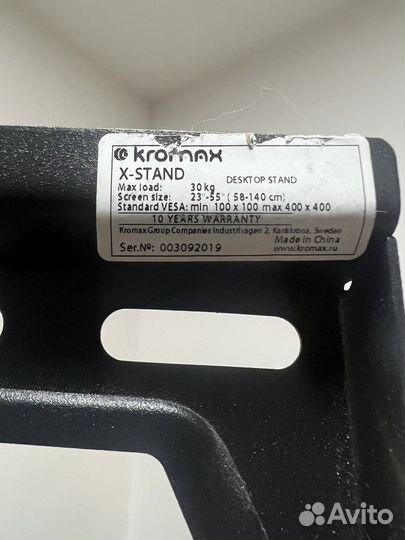 kromax
X-STAND
DESKTOP STAND
Max load: 30 kg
Screen size: 23"-55" ( 58-140 cm)
Standard VESA: min 100 x 100 max 400 x 400
10 YEARS WARRANTY
Kromax Group Companies Industrivagen 2, Karlskrona, Sweden
Made in China
Ser.№: 003092019
www.kromax.ru
Avito